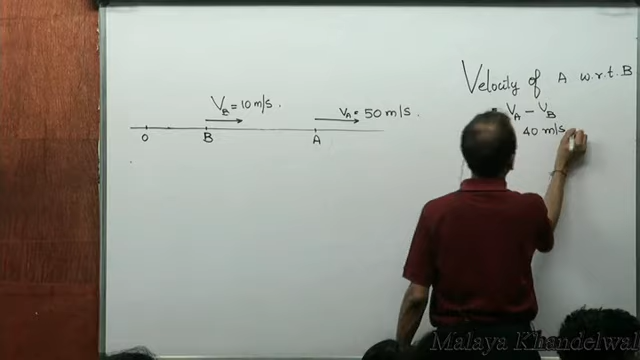 Velocity of A w.r.t. B
= V_A - V_B
40 m/s
V_B = 10 m/s.
V_A = 50 m/s.
O B A
Malaya Khandelwal